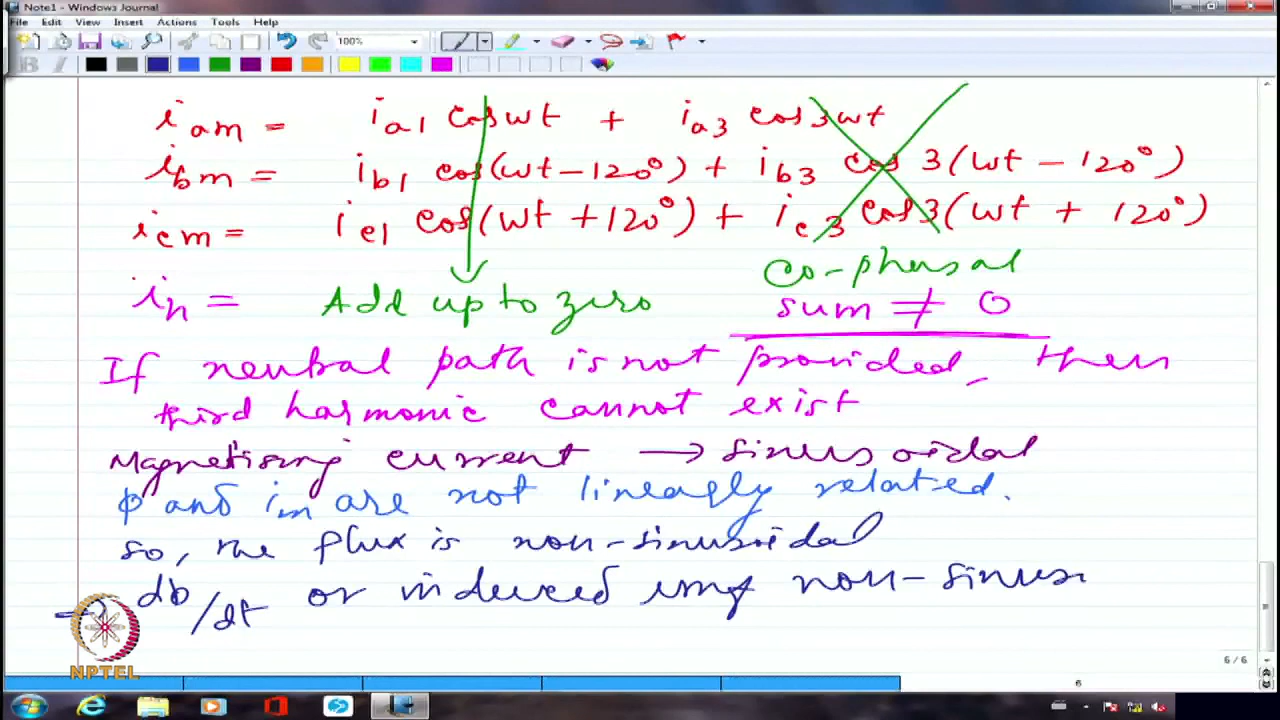 Note1 - Windows Journal
File Edit View Insert Actions Tools Help
100%
B I
iam = ia1 cos wt + ia3 cos 3wt
ibm = ib1 cos(wt - 120°) + ib3 cos 3(wt - 120°)
icm = ic1 cos(wt + 120°) + ic3 cos 3(wt + 120°)
co-phasal
in = Add up to zero sum ≠ 0
If neutral path is not provided, then
third harmonic cannot exist
Magnetising current → sinusoidal
φ and im are not linearly related.
so, the flux is non-sinusoidal
→ dφ/dt or induced emf non-sinus
NPTEL
6 / 6
6